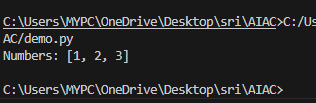 C:\Users\MYPC\OneDrive\Desktop\sri\AIAC>C:/Us
AC/demo.py
Numbers: [1, 2, 3]
C:\Users\MYPC\OneDrive\Desktop\sri\AIAC>